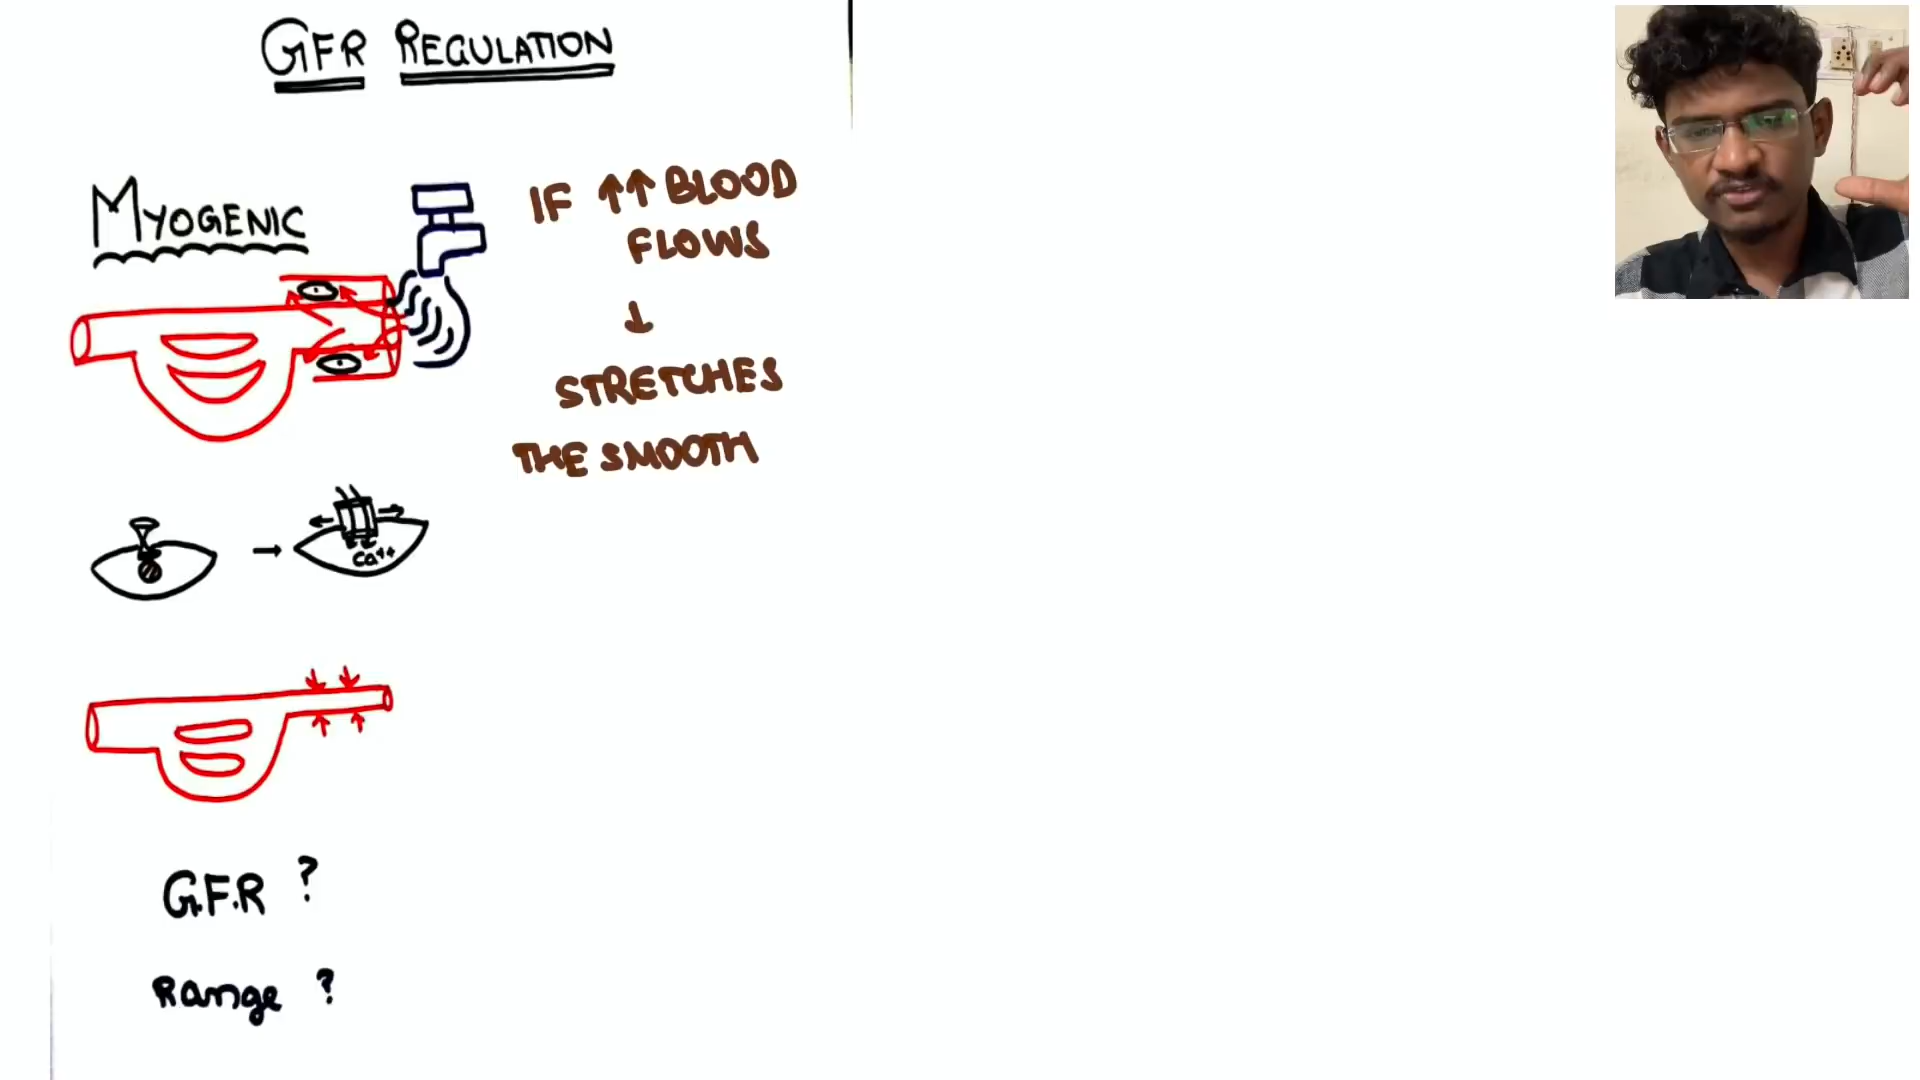 GFR REGULATION
MYOGENIC
IF ↑↑ BLOOD
FLOWS
↓
STRETCHES
THE SMOOTH
→
Ca++
G.F.R ?
Range ?